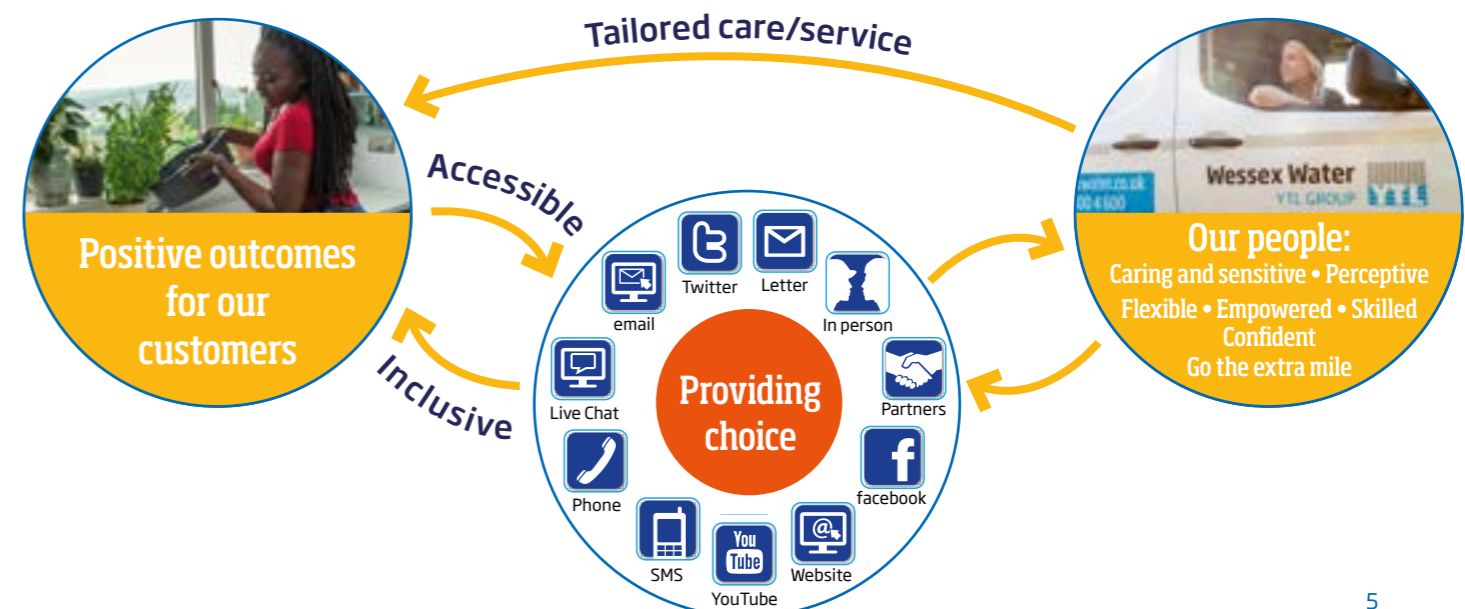 Tailored care/service
Accessible
Inclusive
Positive outcomes
for our
customers
Twitter
Letter
email
In person
Live Chat
Partners
Providing
choice
Phone
facebook
f
SMS
You
Tube
YouTube
@
Website
Wessex Water
YTL GROUP
YTL
Our people:
Caring and sensitive • Perceptive
Flexible • Empowered • Skilled
Confident
Go the extra mile
5